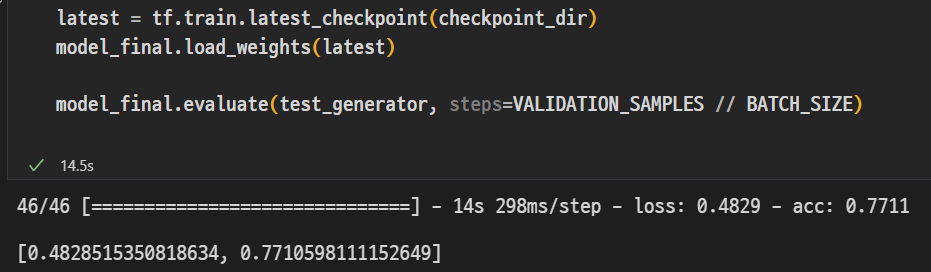 latest = tf.train.latest_checkpoint(checkpoint_dir)
model_final.load_weights(latest)
model_final.evaluate(test_generator, steps=VALIDATION_SAMPLES // BATCH_SIZE)
✓ 14.5s
46/46 [==============================] - 14s 298ms/step - loss: 0.4829 - acc: 0.7711
[0.4828515350818634, 0.7710598111152649]